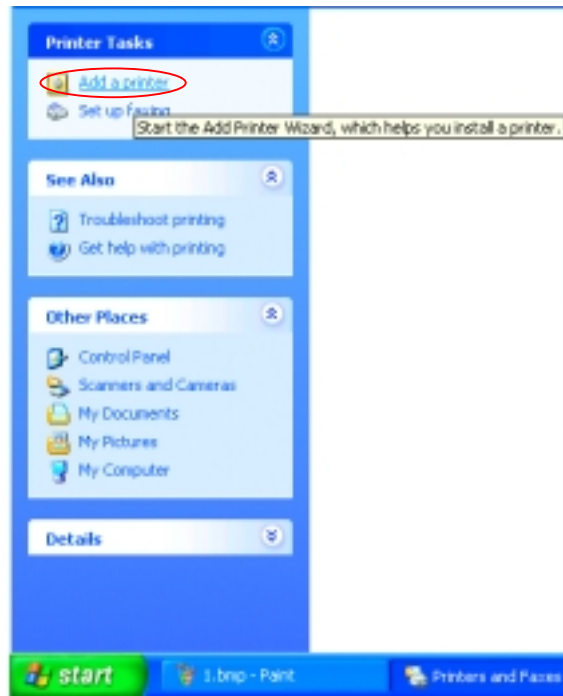 Printer Tasks
Add a printer
Set up faxing
Start the Add Printer Wizard, which helps you install a printer.
See Also
Troubleshoot printing
Get help with printing
Other Places
Control Panel
Scanners and Cameras
My Documents
My Pictures
My Computer
Details
start
1.bmp - Paint
Printers and Faxes